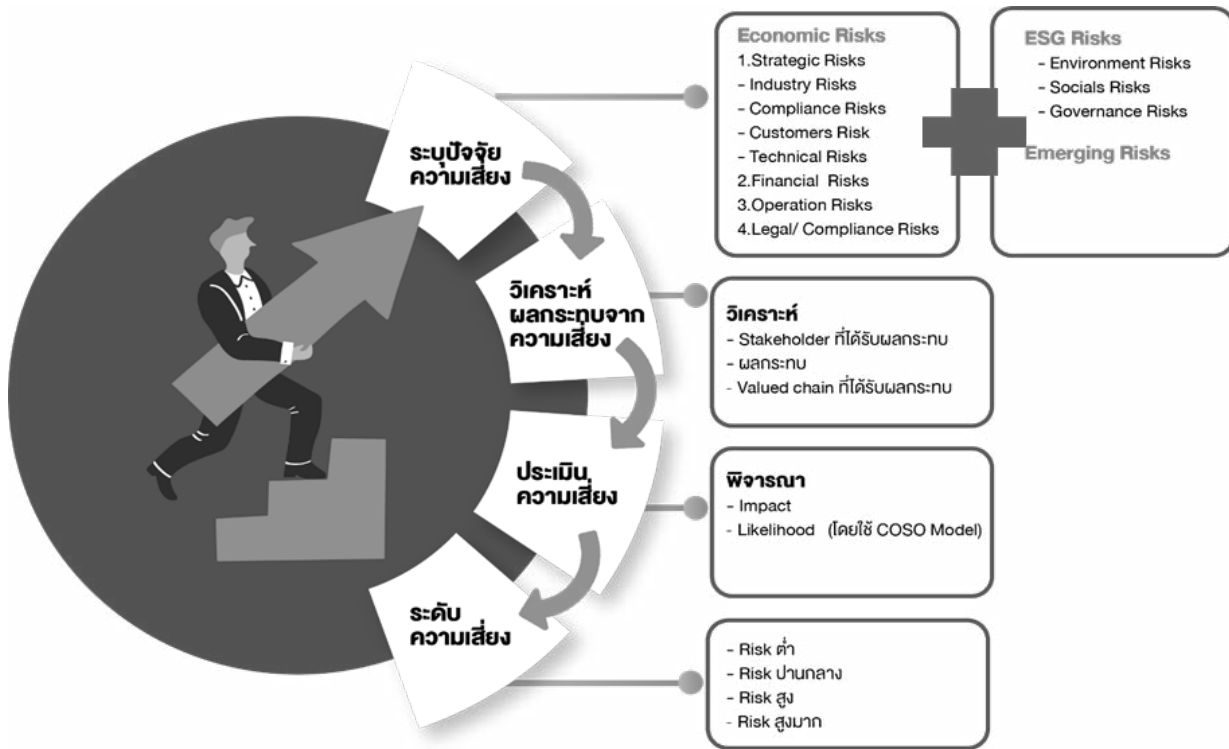 ระบุปัจจัย
ความเสี่ยง
Economic Risks
1.Strategic Risks
- Industry Risks
- Compliance Risks
- Customers Risk
- Technical Risks
2.Financial Risks
3.Operation Risks
4.Legal/ Compliance Risks
ESG Risks
- Environment Risks
- Socials Risks
- Governance Risks
Emerging Risks
วิเคราะห์
ผลกระทบจาก
ความเสี่ยง
วิเคราะห์
- Stakeholder ที่ได้รับผลกระทบ
- ผลกระทบ
- Valued chain ที่ได้รับผลกระทบ
ประเมิน
ความเสี่ยง
พิจารณา
- Impact
- Likelihood (โดยใช้ COSO Model)
ระดับ
ความเสี่ยง
- Risk ต่ำ
- Risk ปานกลาง
- Risk สูง
- Risk สูงมาก